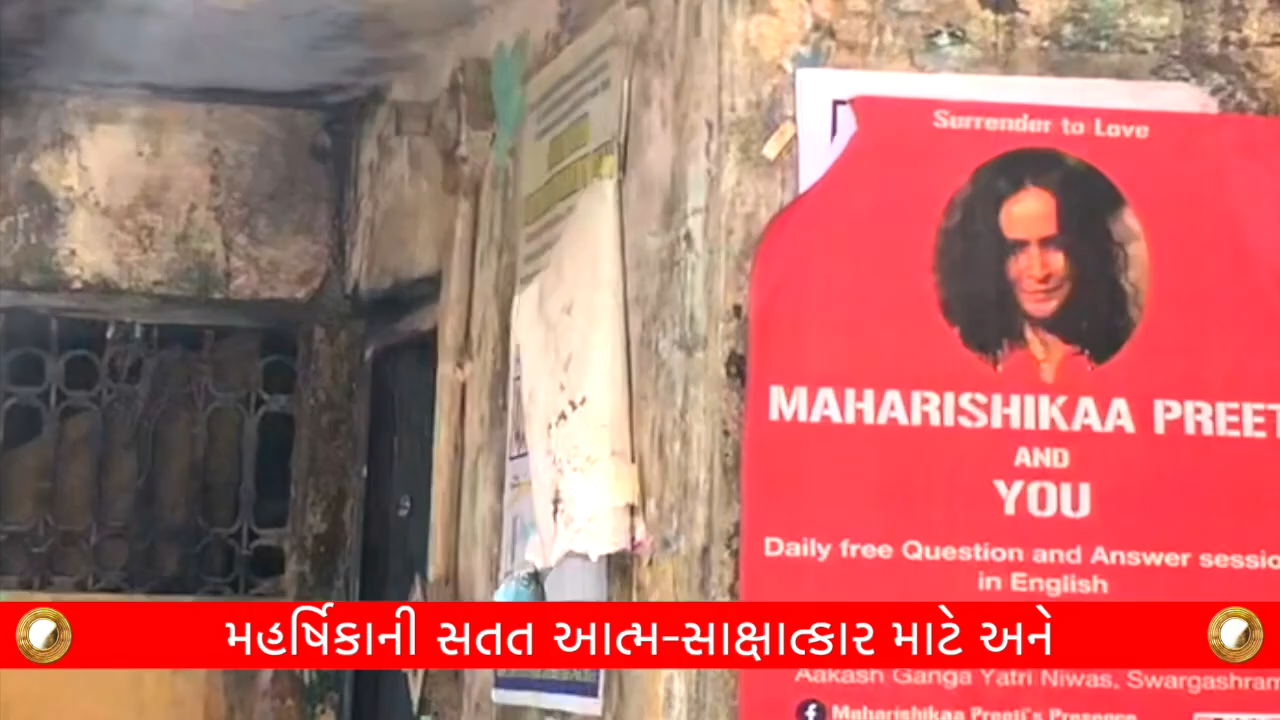 Surrender to Love
MAHARISHIKAA PREET
AND
YOU
Daily free Question and Answer sessio
in English
મહર્ષિકાની સતત આત્મ-સાક્ષાત્કાર માટે અને
Aakash Ganga Yatri Niwas, Swargashram
Maharishikaa Preeti's Presence